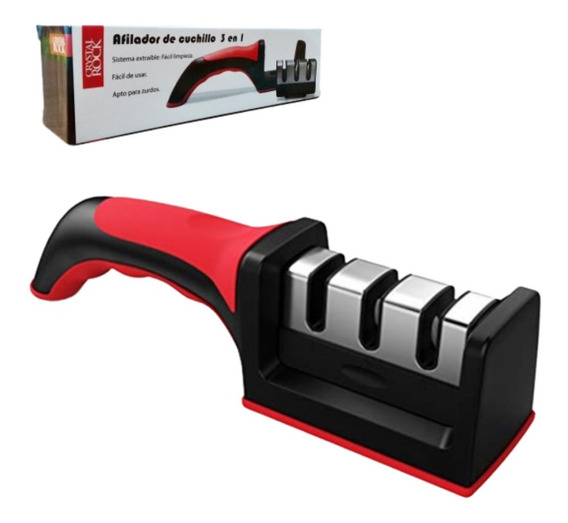 CRYSTAL
ROCK
Afilador de cuchillo 3 en 1
Sistema extraíble: Fácil limpieza.
Fácil de usar.
Apto para zurdos.